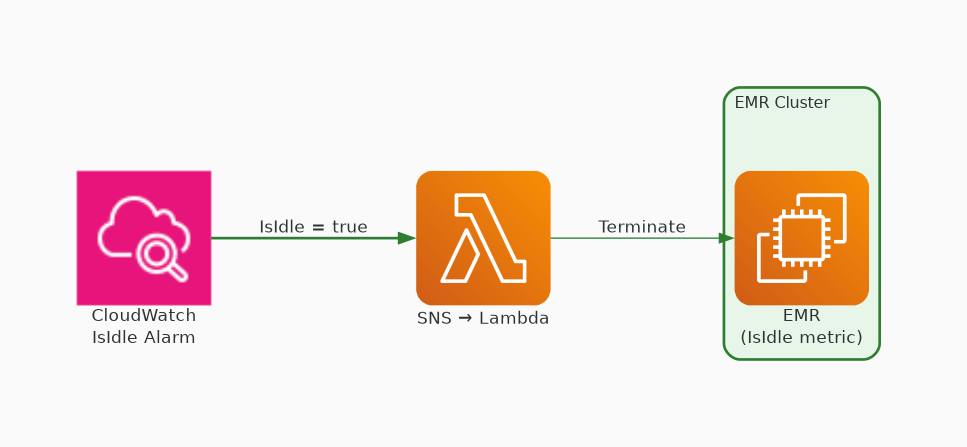 EMR Cluster
IsIdle = true
Terminate
CloudWatch
IsIdle Alarm
SNS → Lambda
EMR
(IsIdle metric)